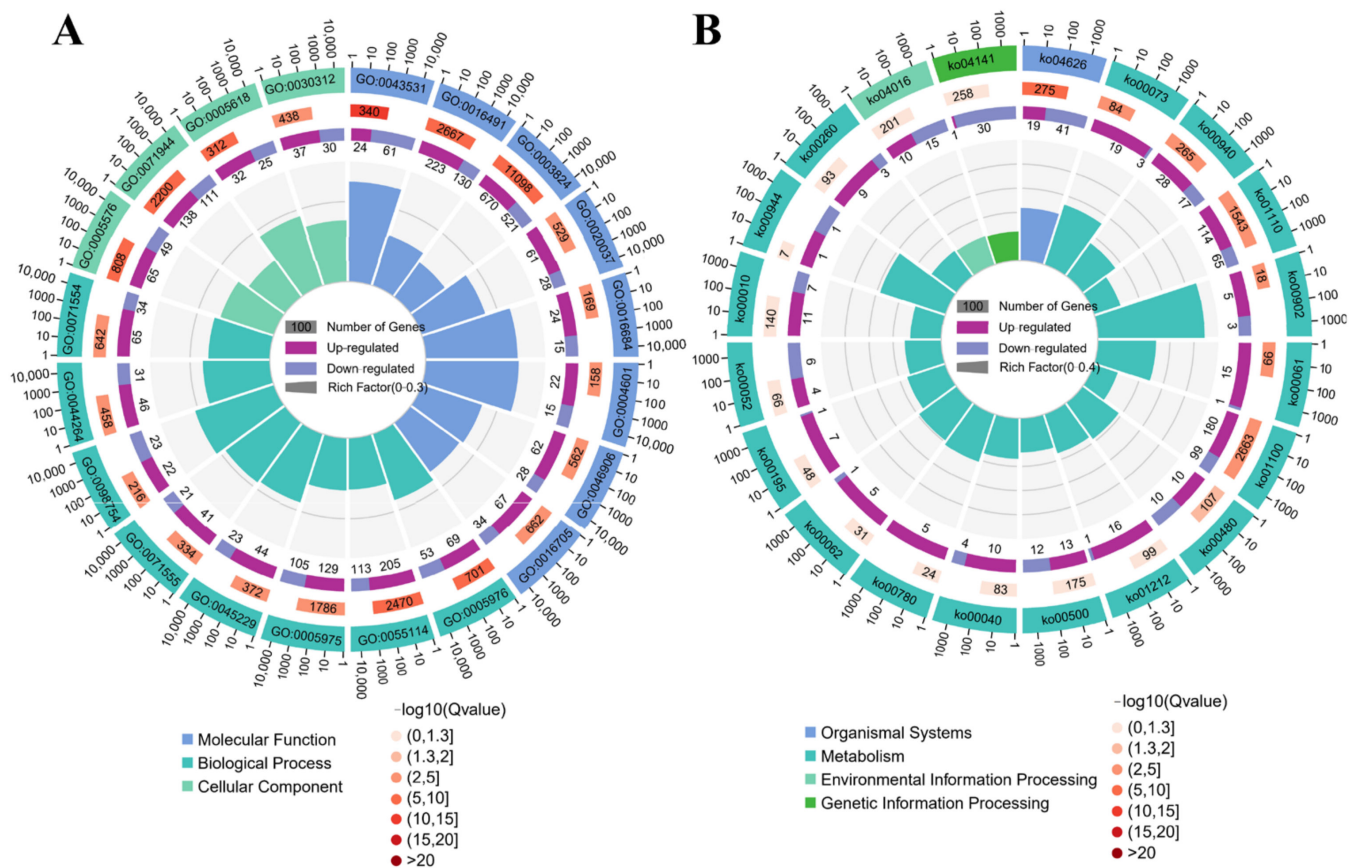 A
GO:0043531
GO:0016491
GO:0003824
GO:0020037
GO:0016684
GO:0004601
GO:0046906
GO:0016705
GO:0005976
GO:0055114
GO:0005975
GO:0045229
GO:0071555
GO:0098754
GO:0044264
GO:0071554
GO:0005576
GO:0071944
GO:0005618
GO:0030312
1 10 100 1000 10,000
340
2667
11098
529
169
158
562
662
701
2470
1786
372
334
216
458
642
808
2200
312
438
24 61
223 130
670 521
61 28
24 15
22 15
62 28
67 34
69 53
205 113
129 105
44 23
41 21
22 23
46 31
65 34
65 49
138 111
32 25
37 30
100 Number of Genes
Up-regulated
Down-regulated
Rich Factor(0-0.3)
Molecular Function
Biological Process
Cellular Component
-log10(Qvalue)
(0,1.3]
(1.3,2]
(2,5]
(5,10]
(10,15]
(15,20]
>20
B
ko04626
ko00073
ko00940
ko01110
ko00902
ko00061
ko01100
ko00480
ko01212
ko00500
ko00040
ko00780
ko00062
ko00195
ko00052
ko00010
ko00944
ko00260
ko04016
ko04141
1 10 100 1000
275
84
265
1543
18
66
2663
107
99
175
83
24
31
48
66
140
7
93
201
258
19 41
19 3
28 17
114 65
5 3
15 1
180 99
10 10
16 1
13 12
10 4
5
5 1
7 1
4 6
11 7
1
9 3
10 15
1 30
100 Number of Genes
Up-regulated
Down-regulated
Rich Factor(0-0.4)
Organismal Systems
Metabolism
Environmental Information Processing
Genetic Information Processing
-log10(Qvalue)
(0,1.3]
(1.3,2]
(2,5]
(5,10]
(10,15]
(15,20]
>20